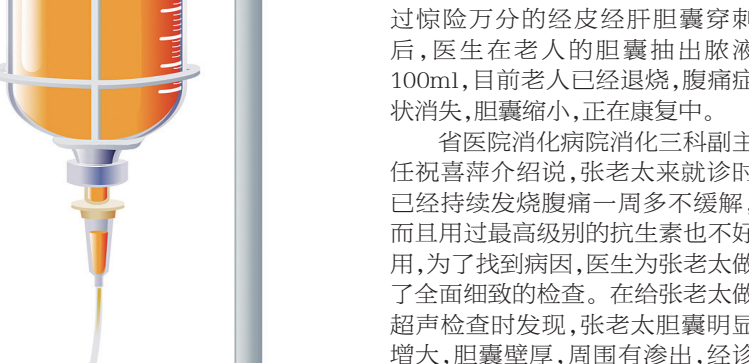 过惊险万分的经皮经肝胆囊穿刺
后,医生在老人的胆囊抽出脓液
100ml,目前老人已经退烧,腹痛症
状消失,胆囊缩小,正在康复中。
省医院消化病院消化三科副主
任祝喜萍介绍说,张老太来就诊时
已经持续发烧腹痛一周多不缓解,
而且用过最高级别的抗生素也不好
用,为了找到病因,医生为张老太做
了全面细致的检查。在给张老太做
超声检查时发现,张老太胆囊明显
增大,胆囊壁厚,周围有渗出,经诊